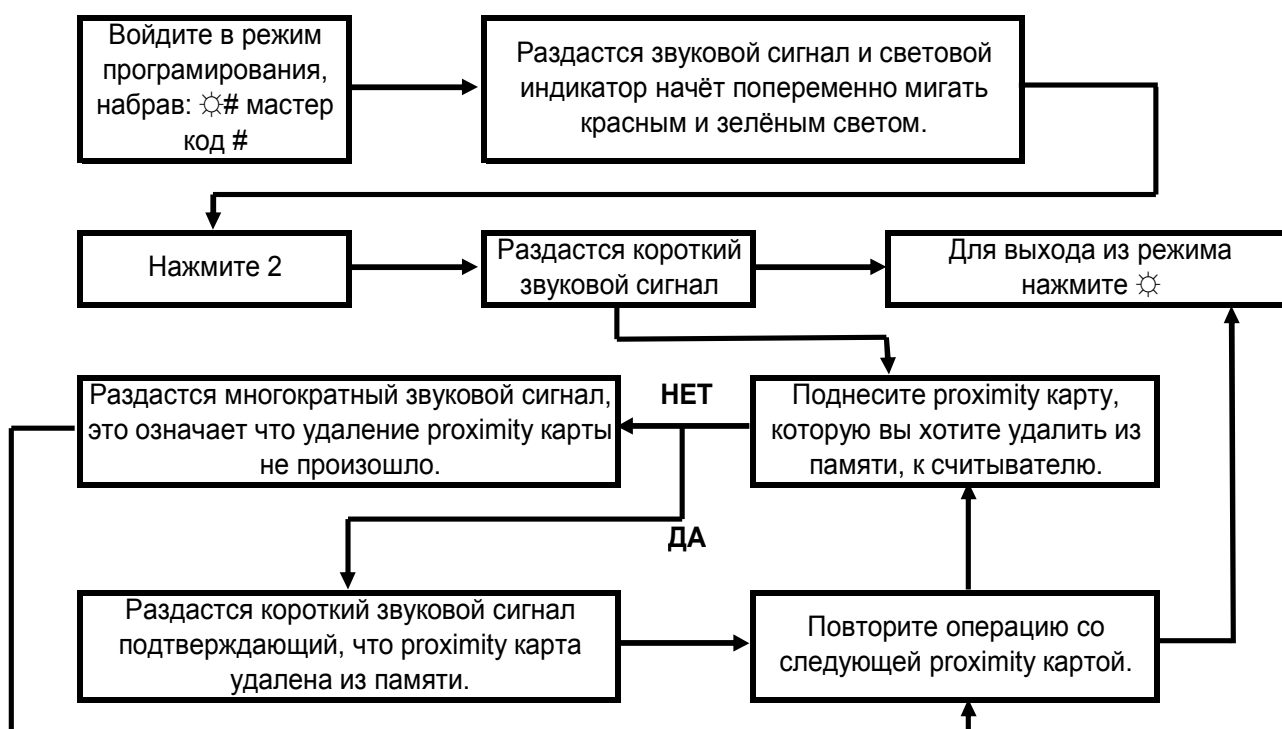 Войдите в режим
програмирования,
набрав: ☼# мастер
код #
Раздастся звуковой сигнал и световой
индикатор начёт попеременно мигать
красным и зелёным светом.
Нажмите 2
Раздастся короткий
звуковой сигнал
Для выхода из режима
нажмите ☼
Раздастся многократный звуковой сигнал,
это означает что удаление proximity карты
не произошло.
НЕТ
Поднесите proximity карту,
которую вы хотите удалить из
памяти, к считывателю.
ДА
Раздастся короткий звуковой сигнал
подтверждающий, что proximity карта
удалена из памяти.
Повторите операцию со
следующей proximity картой.